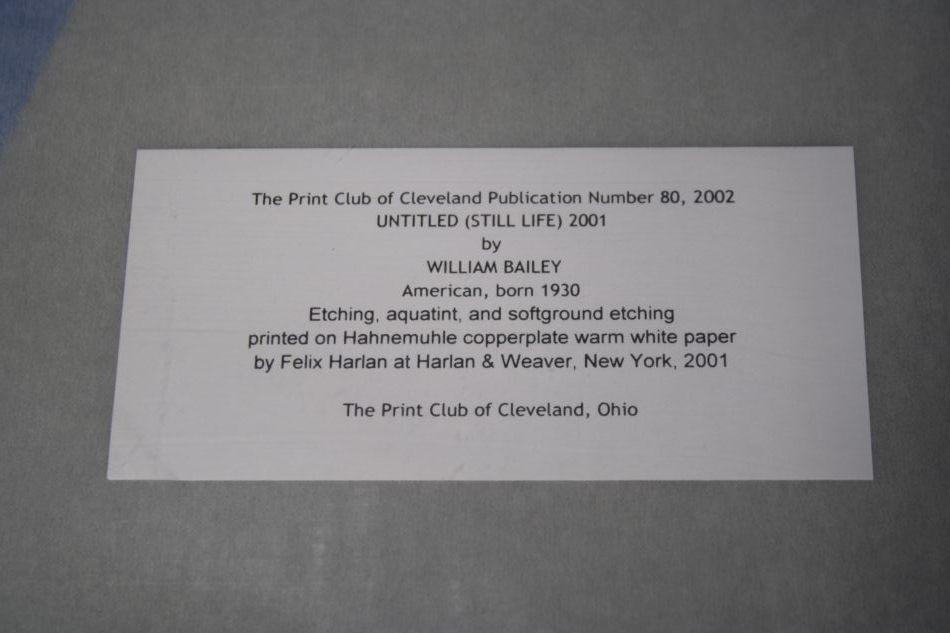 The Print Club of Cleveland Publication Number 80, 2002
UNTITLED (STILL LIFE) 2001
by
WILLIAM BAILEY
American, born 1930
Etching, aquatint, and softground etching
printed on Hahnemuhle copperplate warm white paper
by Felix Harlan at Harlan & Weaver, New York, 2001
The Print Club of Cleveland, Ohio